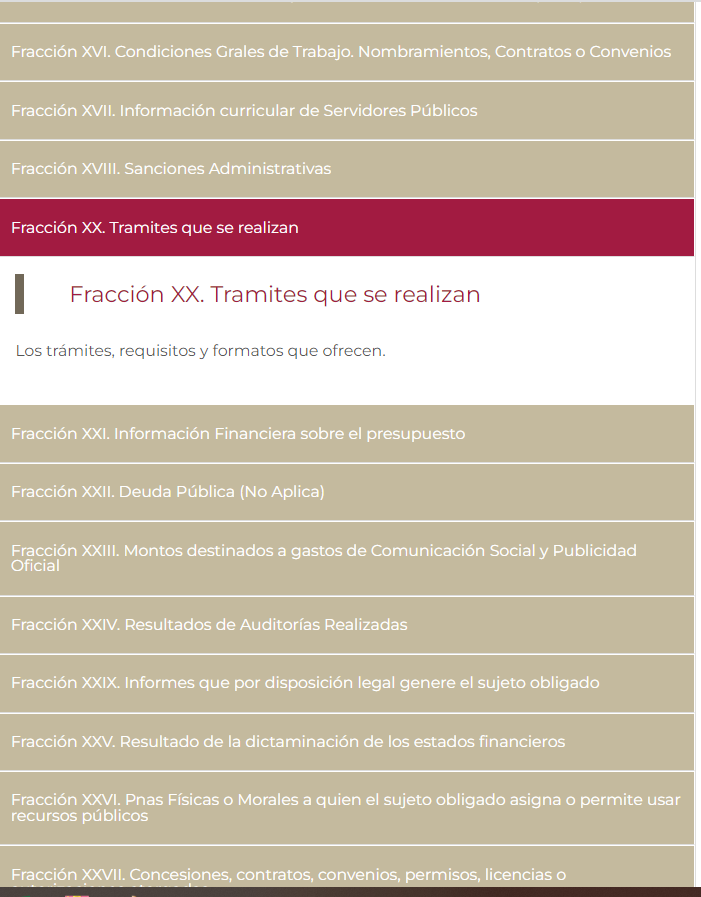 Fracción XVI. Condiciones Grales de Trabajo. Nombramientos, Contratos o Convenios
Fracción XVII. Información curricular de Servidores Públicos
Fracción XVIII. Sanciones Administrativas
Fracción XX. Tramites que se realizan
Fracción XX. Tramites que se realizan
Los trámites, requisitos y formatos que ofrecen.
Fracción XXI. Información Financiera sobre el presupuesto
Fracción XXII. Deuda Pública (No Aplica)
Fracción XXIII. Montos destinados a gastos de Comunicación Social y Publicidad
Oficial
Fracción XXIV. Resultados de Auditorías Realizadas
Fracción XXIX. Informes que por disposición legal genere el sujeto obligado
Fracción XXV. Resultado de la dictaminación de los estados financieros
Fracción XXVI. Pnas Físicas o Morales a quien el sujeto obligado asigna o permite usar
recursos públicos
Fracción XXVII. Concesiones, contratos, convenios, permisos, licencias o